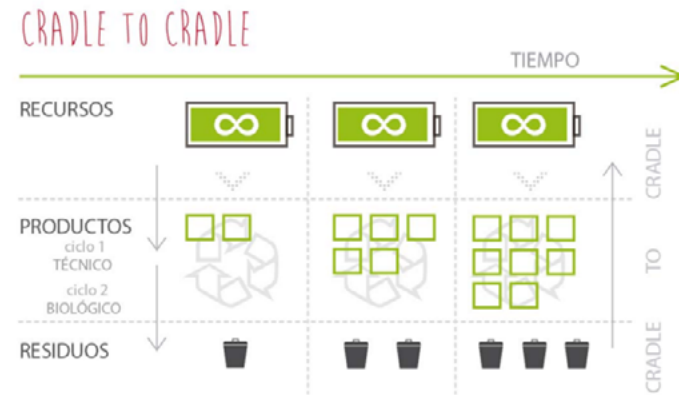 CRADLE TO CRADLE
TIEMPO
RECURSOS
PRODUCTOS
ciclo 1
TÉCNICO
ciclo 2
BIOLÓGICO
RESIDUOS
CRADLE
TO
CRADLE